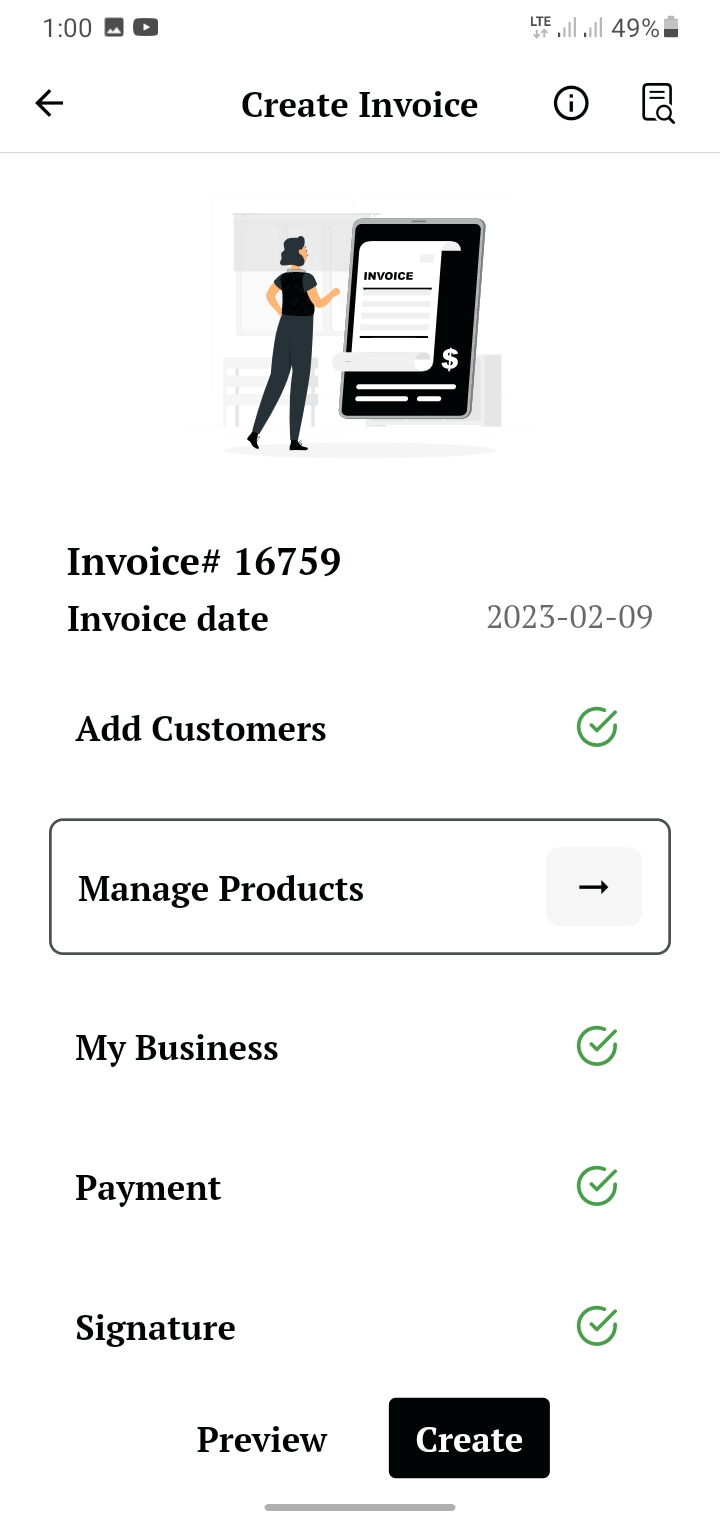 1:00 LTE 49%
Create Invoice
INVOICE
$
Invoice# 16759
Invoice date 2023-02-09
Add Customers
Manage Products
My Business
Payment
Signature
Preview Create